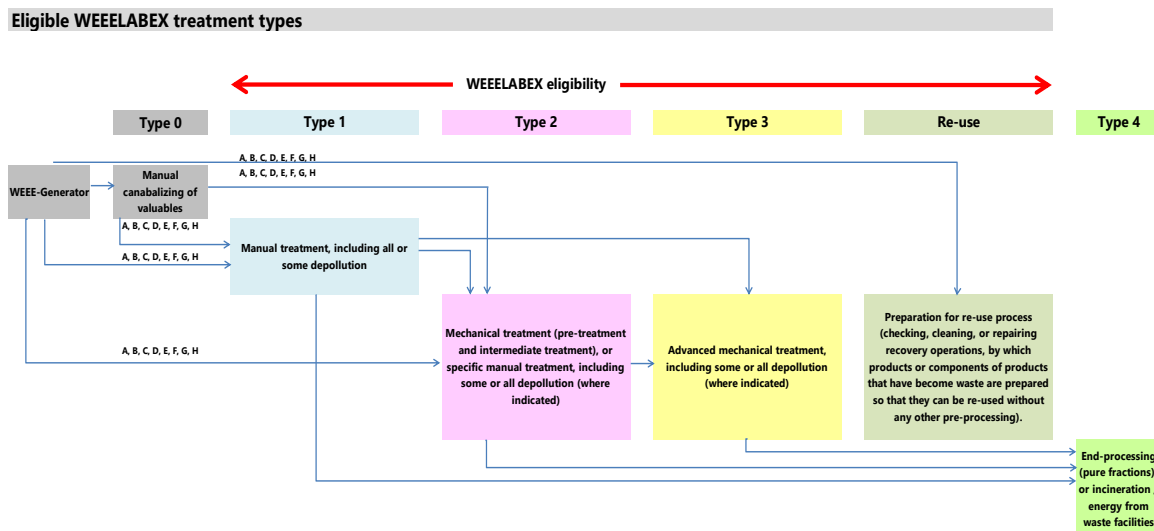 Eligible WEEELABEX treatment types
WEEELABEX eligibility
Type 0
Type 1
Type 2
Type 3
Re-use
Type 4
A, B, C, D, E, F, G, H
A, B, C, D, E, F, G, H
WEEE-Generator
Manual
canabalizing of
valuables
A, B, C, D, E, F, G, H
A, B, C, D, E, F, G, H
Manual treatment, including all or
some depollution
A, B, C, D, E, F, G, H
Mechanical treatment (pre-treatment
and intermediate treatment), or
specific manual treatment, including
some or all depollution (where
indicated)
Advanced mechanical treatment,
including some or all depollution
(where indicated)
Preparation for re-use process
(checking, cleaning, or repairing
recovery operations, by which
products or components of products
that have become waste are prepared
so that they can be re-used without
any other pre-processing).
End-processing
(pure fractions)
or incineration ,
energy from
waste facilities